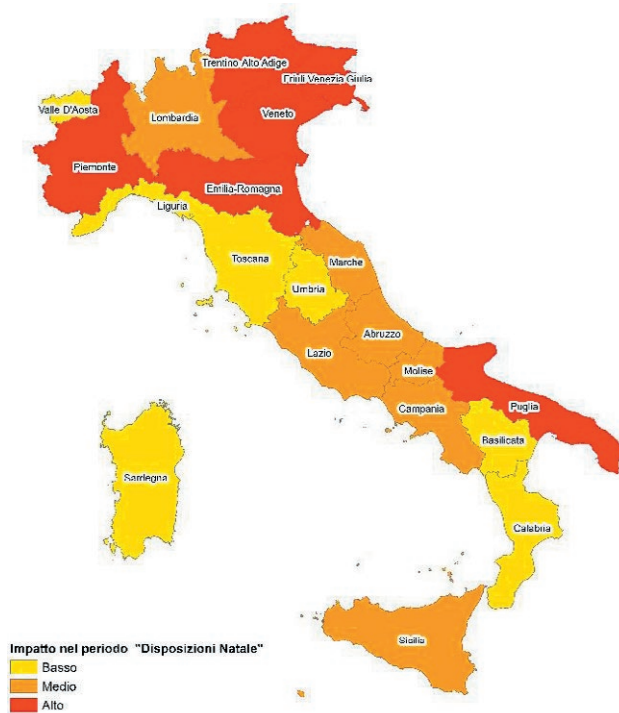 Trentino Alto Adige
Friuli Venezia Giulia
Valle D'Aosta
Lombardia
Veneto
Piemonte
Emilia-Romagna
Liguria
Toscana
Marche
Umbria
Abruzzo
Lazio
Molise
Campania
Puglia
Basilicata
Sardegna
Calabria
Sicilia
Impatto nel periodo "Disposizioni Natale"
Basso
Medio
Alto